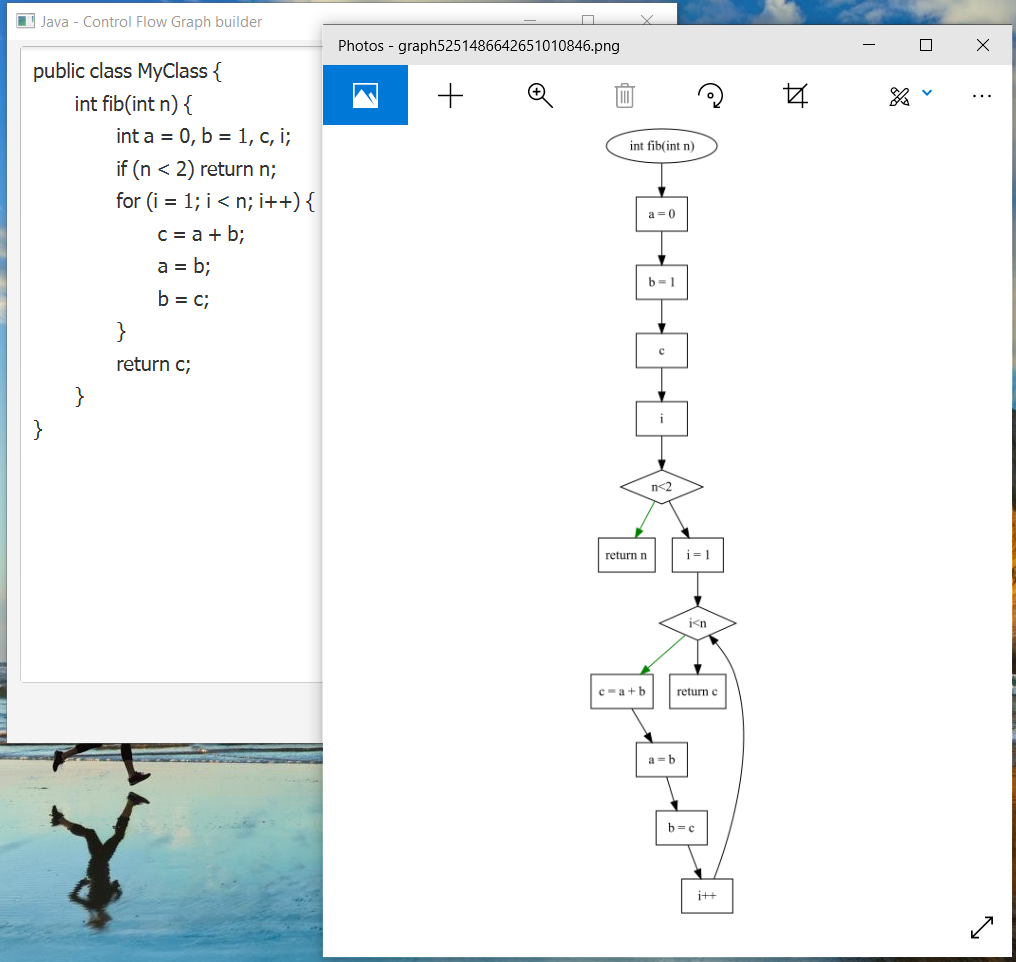 Java - Control Flow Graph builder
public class MyClass {
int fib(int n) {
int a = 0, b = 1, c, i;
if (n < 2) return n;
for (i = 1; i < n; i++) {
c = a + b;
a = b;
b = c;
}
return c;
}
}
Photos - graph5251486642651010846.png
int fib(int n)
a = 0
b = 1
c
i
n<2
return n
i = 1
i<n
c = a + b
return c
a = b
b = c
i++